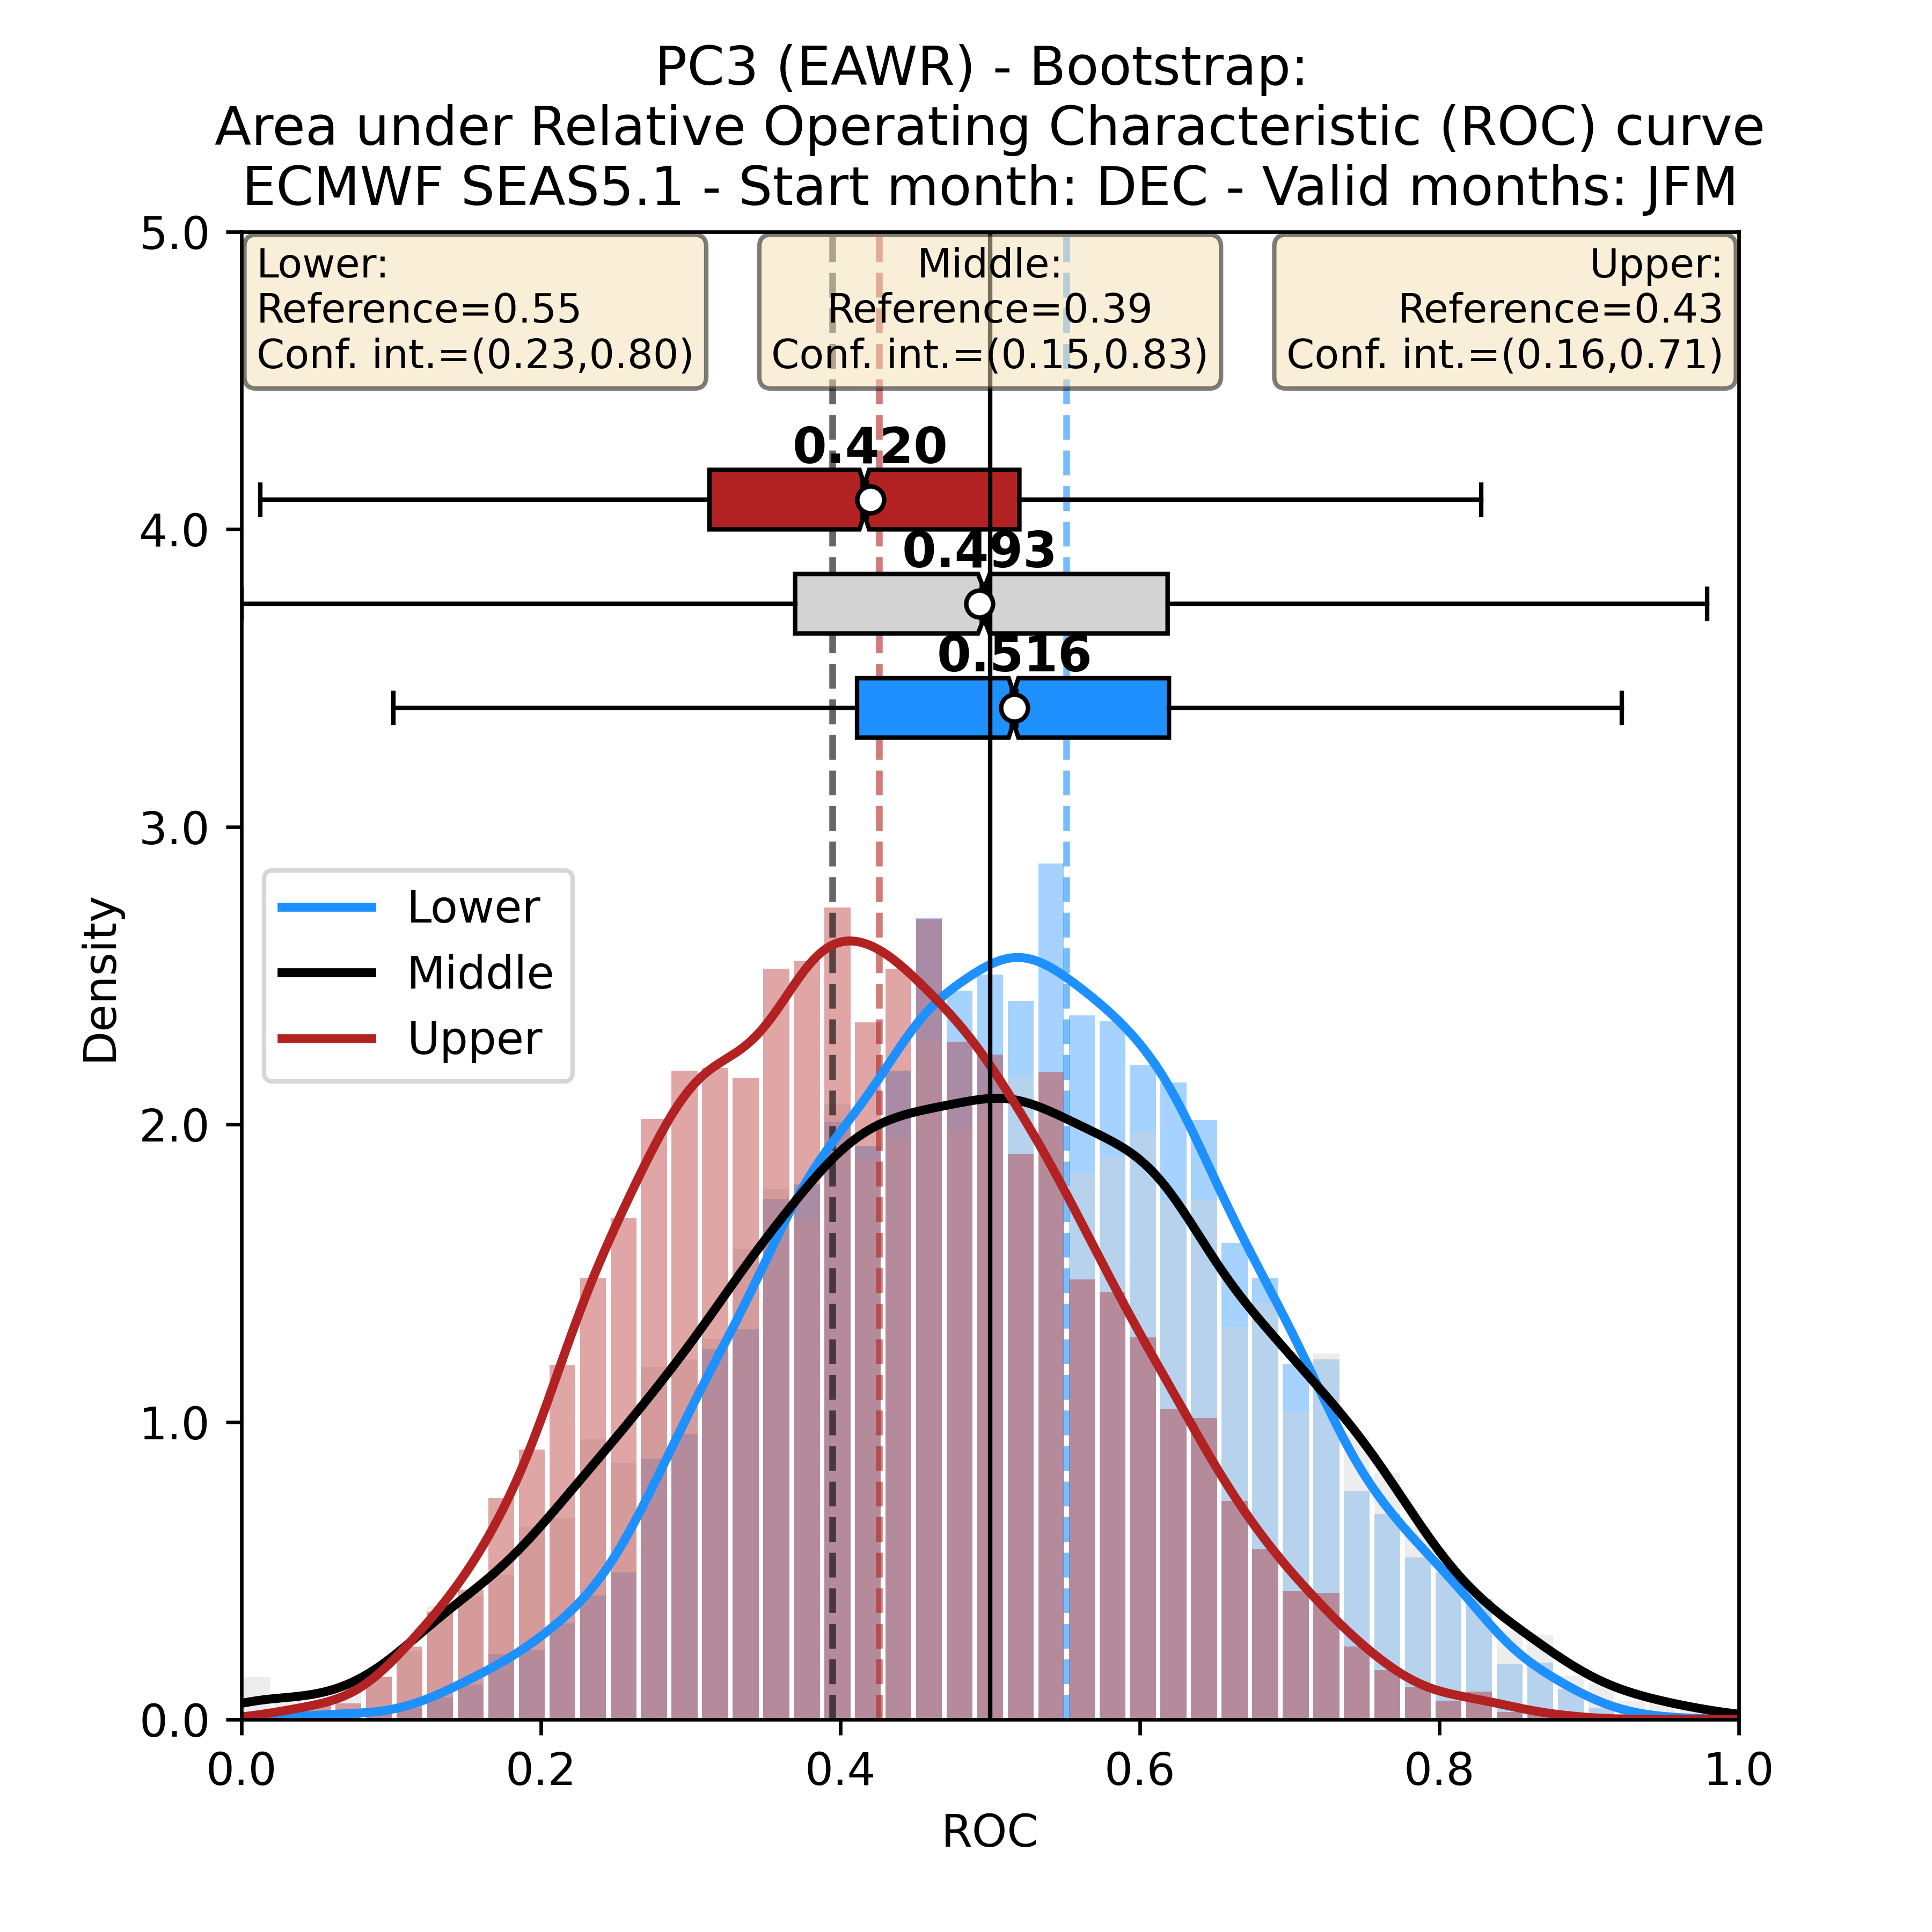 PC3 (EAWR) - Bootstrap:
Area under Relative Operating Characteristic (ROC) curve
ECMWF SEAS5.1 - Start month: DEC - Valid months: JFM
Lower:
Reference=0.55
Conf. int.=(0.23,0.80)
Middle:
Reference=0.39
Conf. int.=(0.15,0.83)
Upper:
Reference=0.43
Conf. int.=(0.16,0.71)
0.420
0.493
0.516
Lower
Middle
Upper
Density
5.0
4.0
3.0
2.0
1.0
0.0
0.0
0.2
0.4
0.6
0.8
1.0
ROC